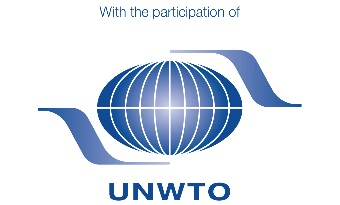 With the participation of
UNWTO